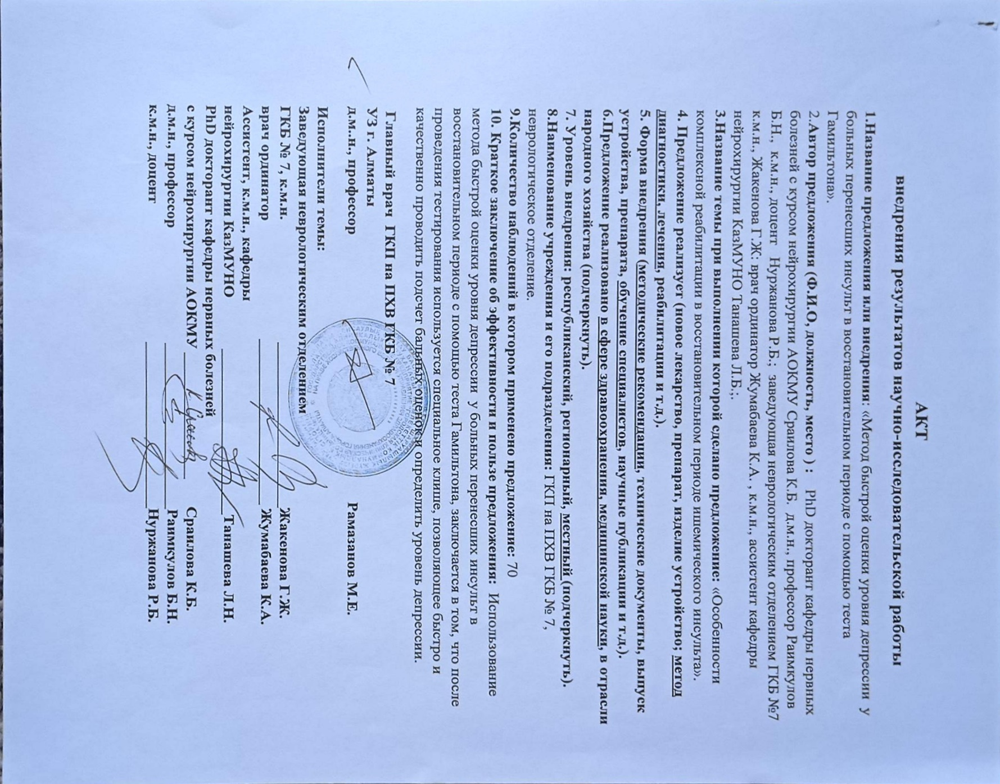 АКТ
внедрения результатов научно-исследовательской работы
1.Название предложения или внедрения: «Метод быстрой оценки уровня депрессии у
больных перенесших инсульт в восстановительном периоде с помощью теста
Гамильтона».
2.Автор предложения (Ф.И.О, должность, место ) : PhD докторант кафедры нервных
болезней с курсом нейрохирургии АОКМУ Сраилова К.Б. д.м.н., профессор Раимкулов
Б.Н., к.м.н., доцент Нуржанова Р.Б.; заведующая неврологическим отделением ГКБ №7
к.м.н., Жакенова Г.Ж: врач ординатор Жумабаева К.А. , к.м.н., ассистент кафедры
нейрохирургии КазМУНО Танашева Л.Б.;.
3.Название темы при выполнении которой сделано предложение: «Особенности
комплексной реабилитации в восстановительном периоде ишемического инсульта».
4. Предложение реализует (новое лекарство, препарат, изделие устройство; метод
диагностики, лечения, реабилитации и т.д.).
5. Форма внедрения (методические рекомендации, технические документы, выпуск
устройства, препарата, обучение специалистов, научные публикации и т.д.).
6.Предложение реализовано в сфере здравоохранения, медицинской науки, в отрасли
народного хозяйства (подчеркнуть).
7. Уровень внедрения: республиканский, регионарный, местный (подчеркнуть).
8.Наименование учреждения и его подразделения: ГКП на ПХВ ГКБ № 7,
неврологическое отделение.
9.Количество наблюдений в котором применено предложение: 70
10. Краткое заключение об эффективности и пользе предложения: Использование
метода быстрой оценки уровня депрессии у больных перенесших инсульт в
восстановительном периоде с помощью теста Гамильтона, заключается в том, что после
проведения тестирования используется специальное клише, позволяющее быстро и
качественно проводить подсчет бальных оценок и определить уровень депрессии.
Главный врач ГКП на ПХВ ГКБ № 7
УЗ г. Алматы
д.м..н., профессор Рамазанов М.Е.
Исполнители темы:
Заведующая неврологическим отделением
ГКБ № 7, к.м.н. Жакенова Г.Ж.
врач ординатор Жумабаева К.А.
Ассистент, к.м.н., кафедры
нейрохирургии КазМУНО Танашева Л.Н.
PhD докторант кафедры нервных болезней
с курсом нейрохирургии АОКМУ Сраилова К.Б.
д.м.н., профессор Раимкулов Б.Н.
к.м.н., доцент Нуржанова Р.Б.